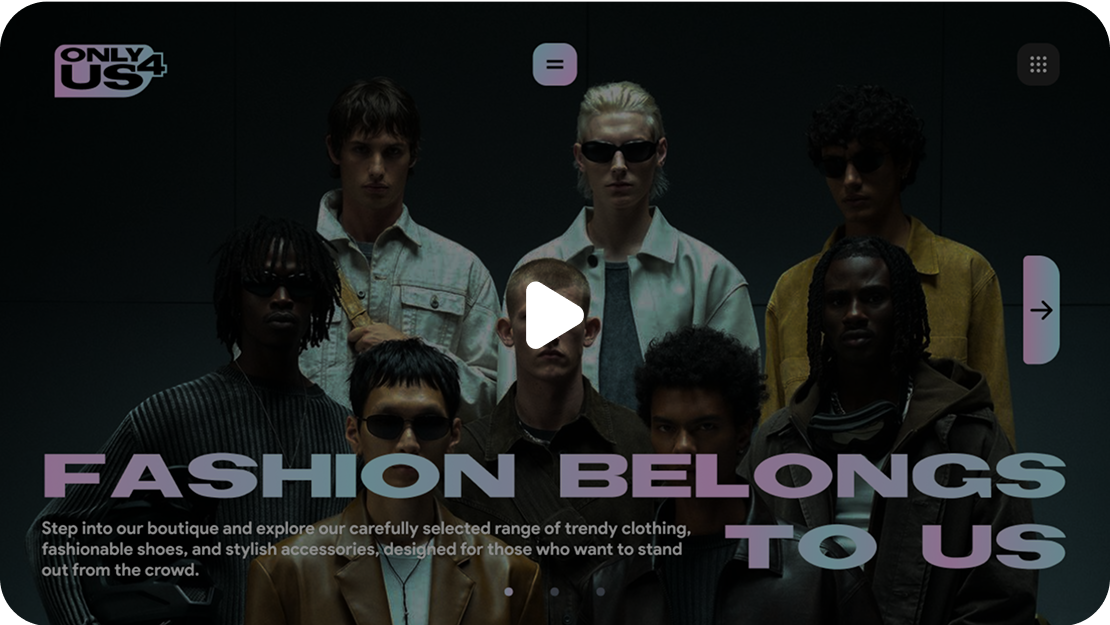 ONLY
US4
FASHION BELONGS
TO US
Step into our boutique and explore our carefully selected range of trendy clothing,
fashionable shoes, and stylish accessories, designed for those who want to stand
out from the crowd.